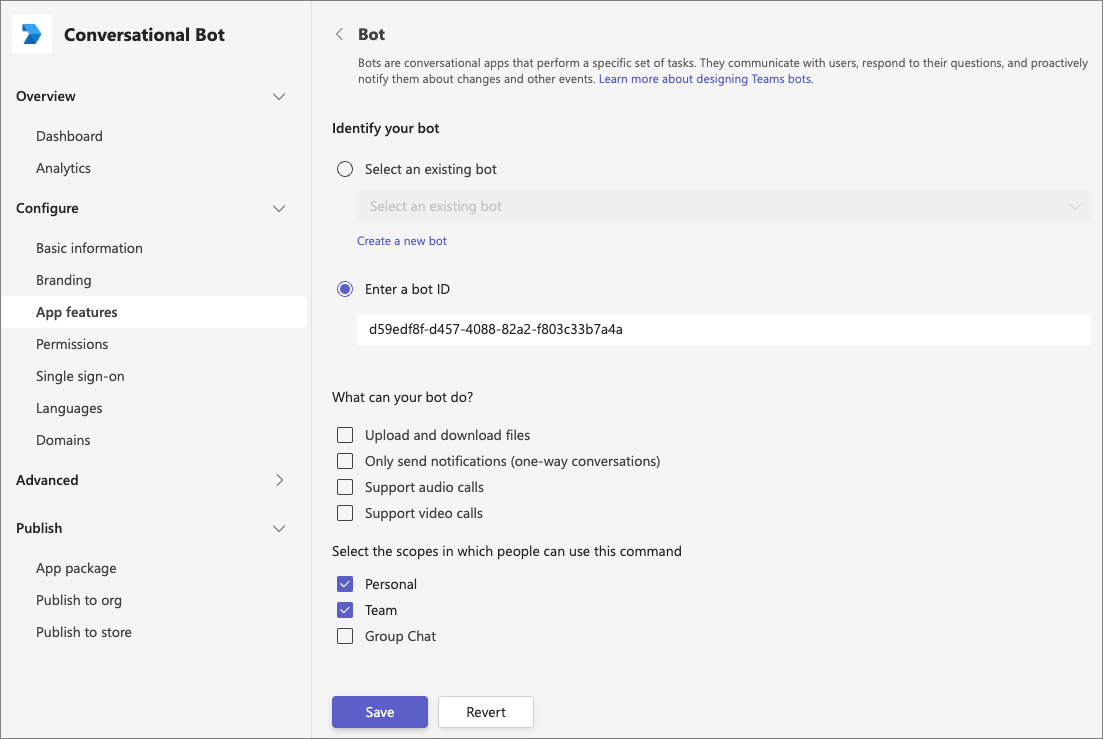 Conversational Bot
Overview
Dashboard
Analytics
Configure
Basic information
Branding
App features
Permissions
Single sign-on
Languages
Domains
Advanced
Publish
App package
Publish to org
Publish to store
Bot
Bots are conversational apps that perform a specific set of tasks. They communicate with users, respond to their questions, and proactively
notify them about changes and other events. Learn more about designing Teams bots.
Identify your bot
Select an existing bot
Select an existing bot
Create a new bot
Enter a bot ID
d59edf8f-d457-4088-82a2-f803c33b7a4a
What can your bot do?
Upload and download files
Only send notifications (one-way conversations)
Support audio calls
Support video calls
Select the scopes in which people can use this command
Personal
Team
Group Chat
Save
Revert